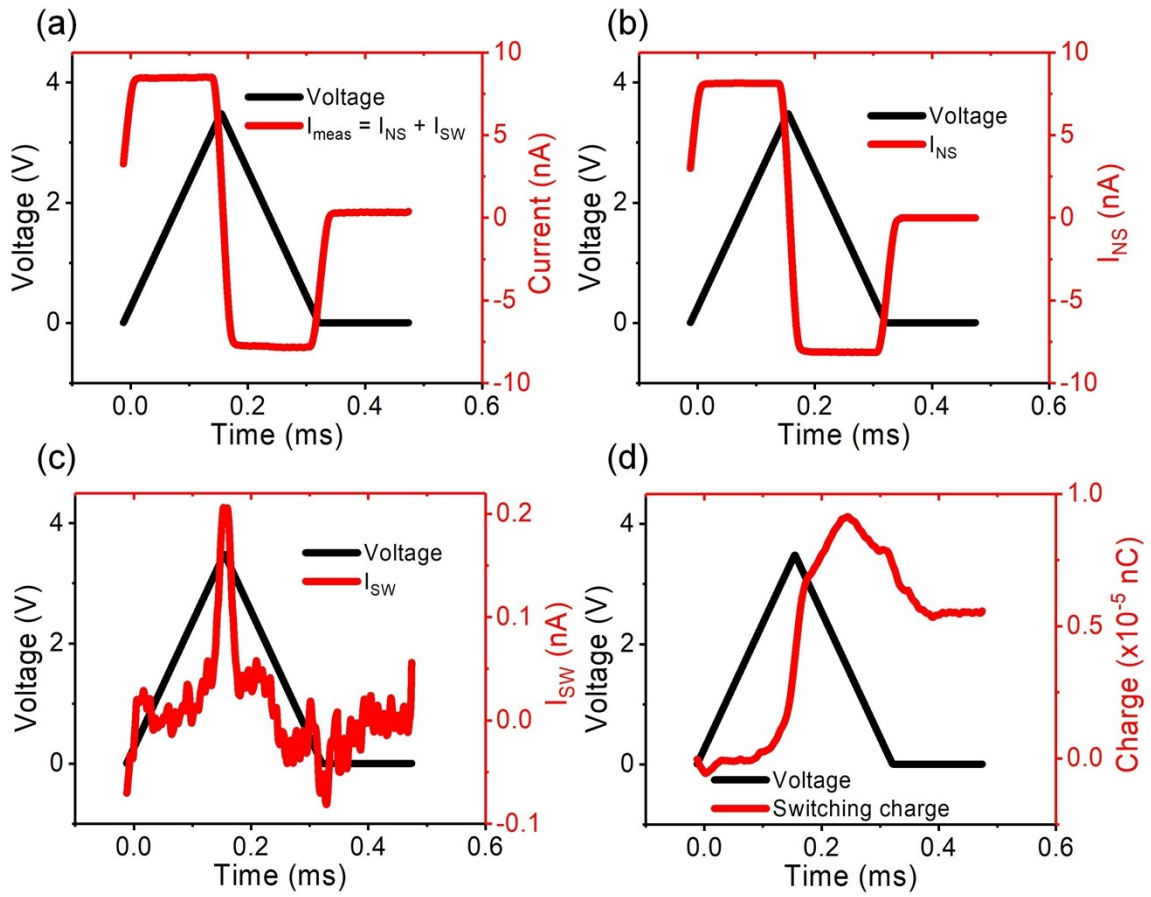 (a)
Voltage
I_meas = I_NS + I_SW
Voltage (V)
0
2
4
Current (nA)
10
5
0
-5
-10
0.0 0.2 0.4 0.6
Time (ms)
(b)
Voltage
I_NS
Voltage (V)
0
2
4
I_NS (nA)
10
5
0
-5
-10
0.0 0.2 0.4 0.6
Time (ms)
(c)
Voltage
I_SW
Voltage (V)
0
2
4
I_SW (nA)
0.2
0.1
0.0
-0.1
0.0 0.2 0.4 0.6
Time (ms)
(d)
Voltage
Switching charge
Voltage (V)
0
2
4
Charge (x10⁻⁵ nC)
1.0
0.5
0.0
0.0 0.2 0.4 0.6
Time (ms)